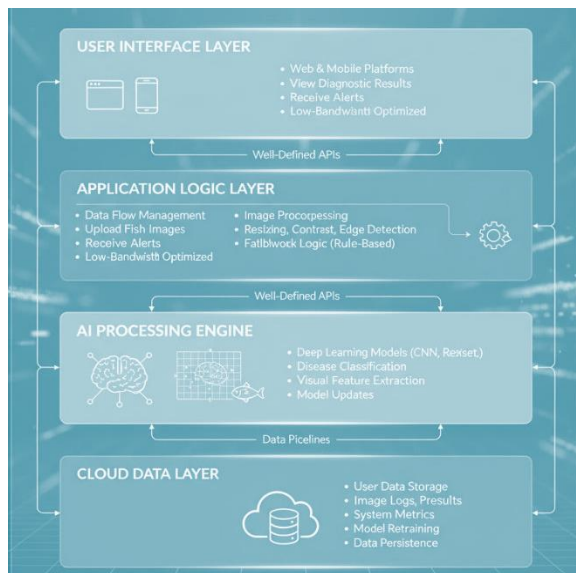 USER INTERFACE LAYER
• Web & Mobile Platforms
• View Diagnostic Results
• Receive Alerts
• Low-Bandwisnti Optimized
Well-Defined APIs
APPLICATION LOGIC LAYER
• Data Flow Management
• Upload Fish Images
• Receive Alerts
• Low-Bandwisth Optimized
• Image Procorpessing
• Resizing, Contrast, Edge Detection
• Fatlblwork Logic (Rule-Based)
Well-Defined APIs
AI PROCESSING ENGINE
• Deep Learning Models (CNN, Rexset.)
• Disease Classification
• Visual Feature Extraction
• Model Updates
Data Picelines
CLOUD DATA LAYER
• User Data Storage
• Image Logs, Presults
• System Metrics
• Model Retraining
• Data Persistence